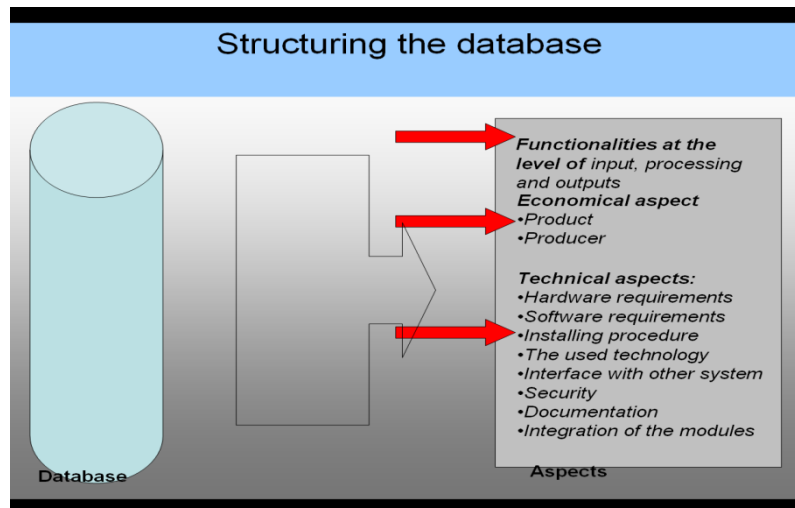 Structuring the database
Functionalities at the
level of input, processing
and outputs
Economical aspect
•Product
•Producer
Technical aspects:
•Hardware requirements
•Software requirements
•Installing procedure
•The used technology
•Interface with other system
•Security
•Documentation
•Integration of the modules
Database
Aspects